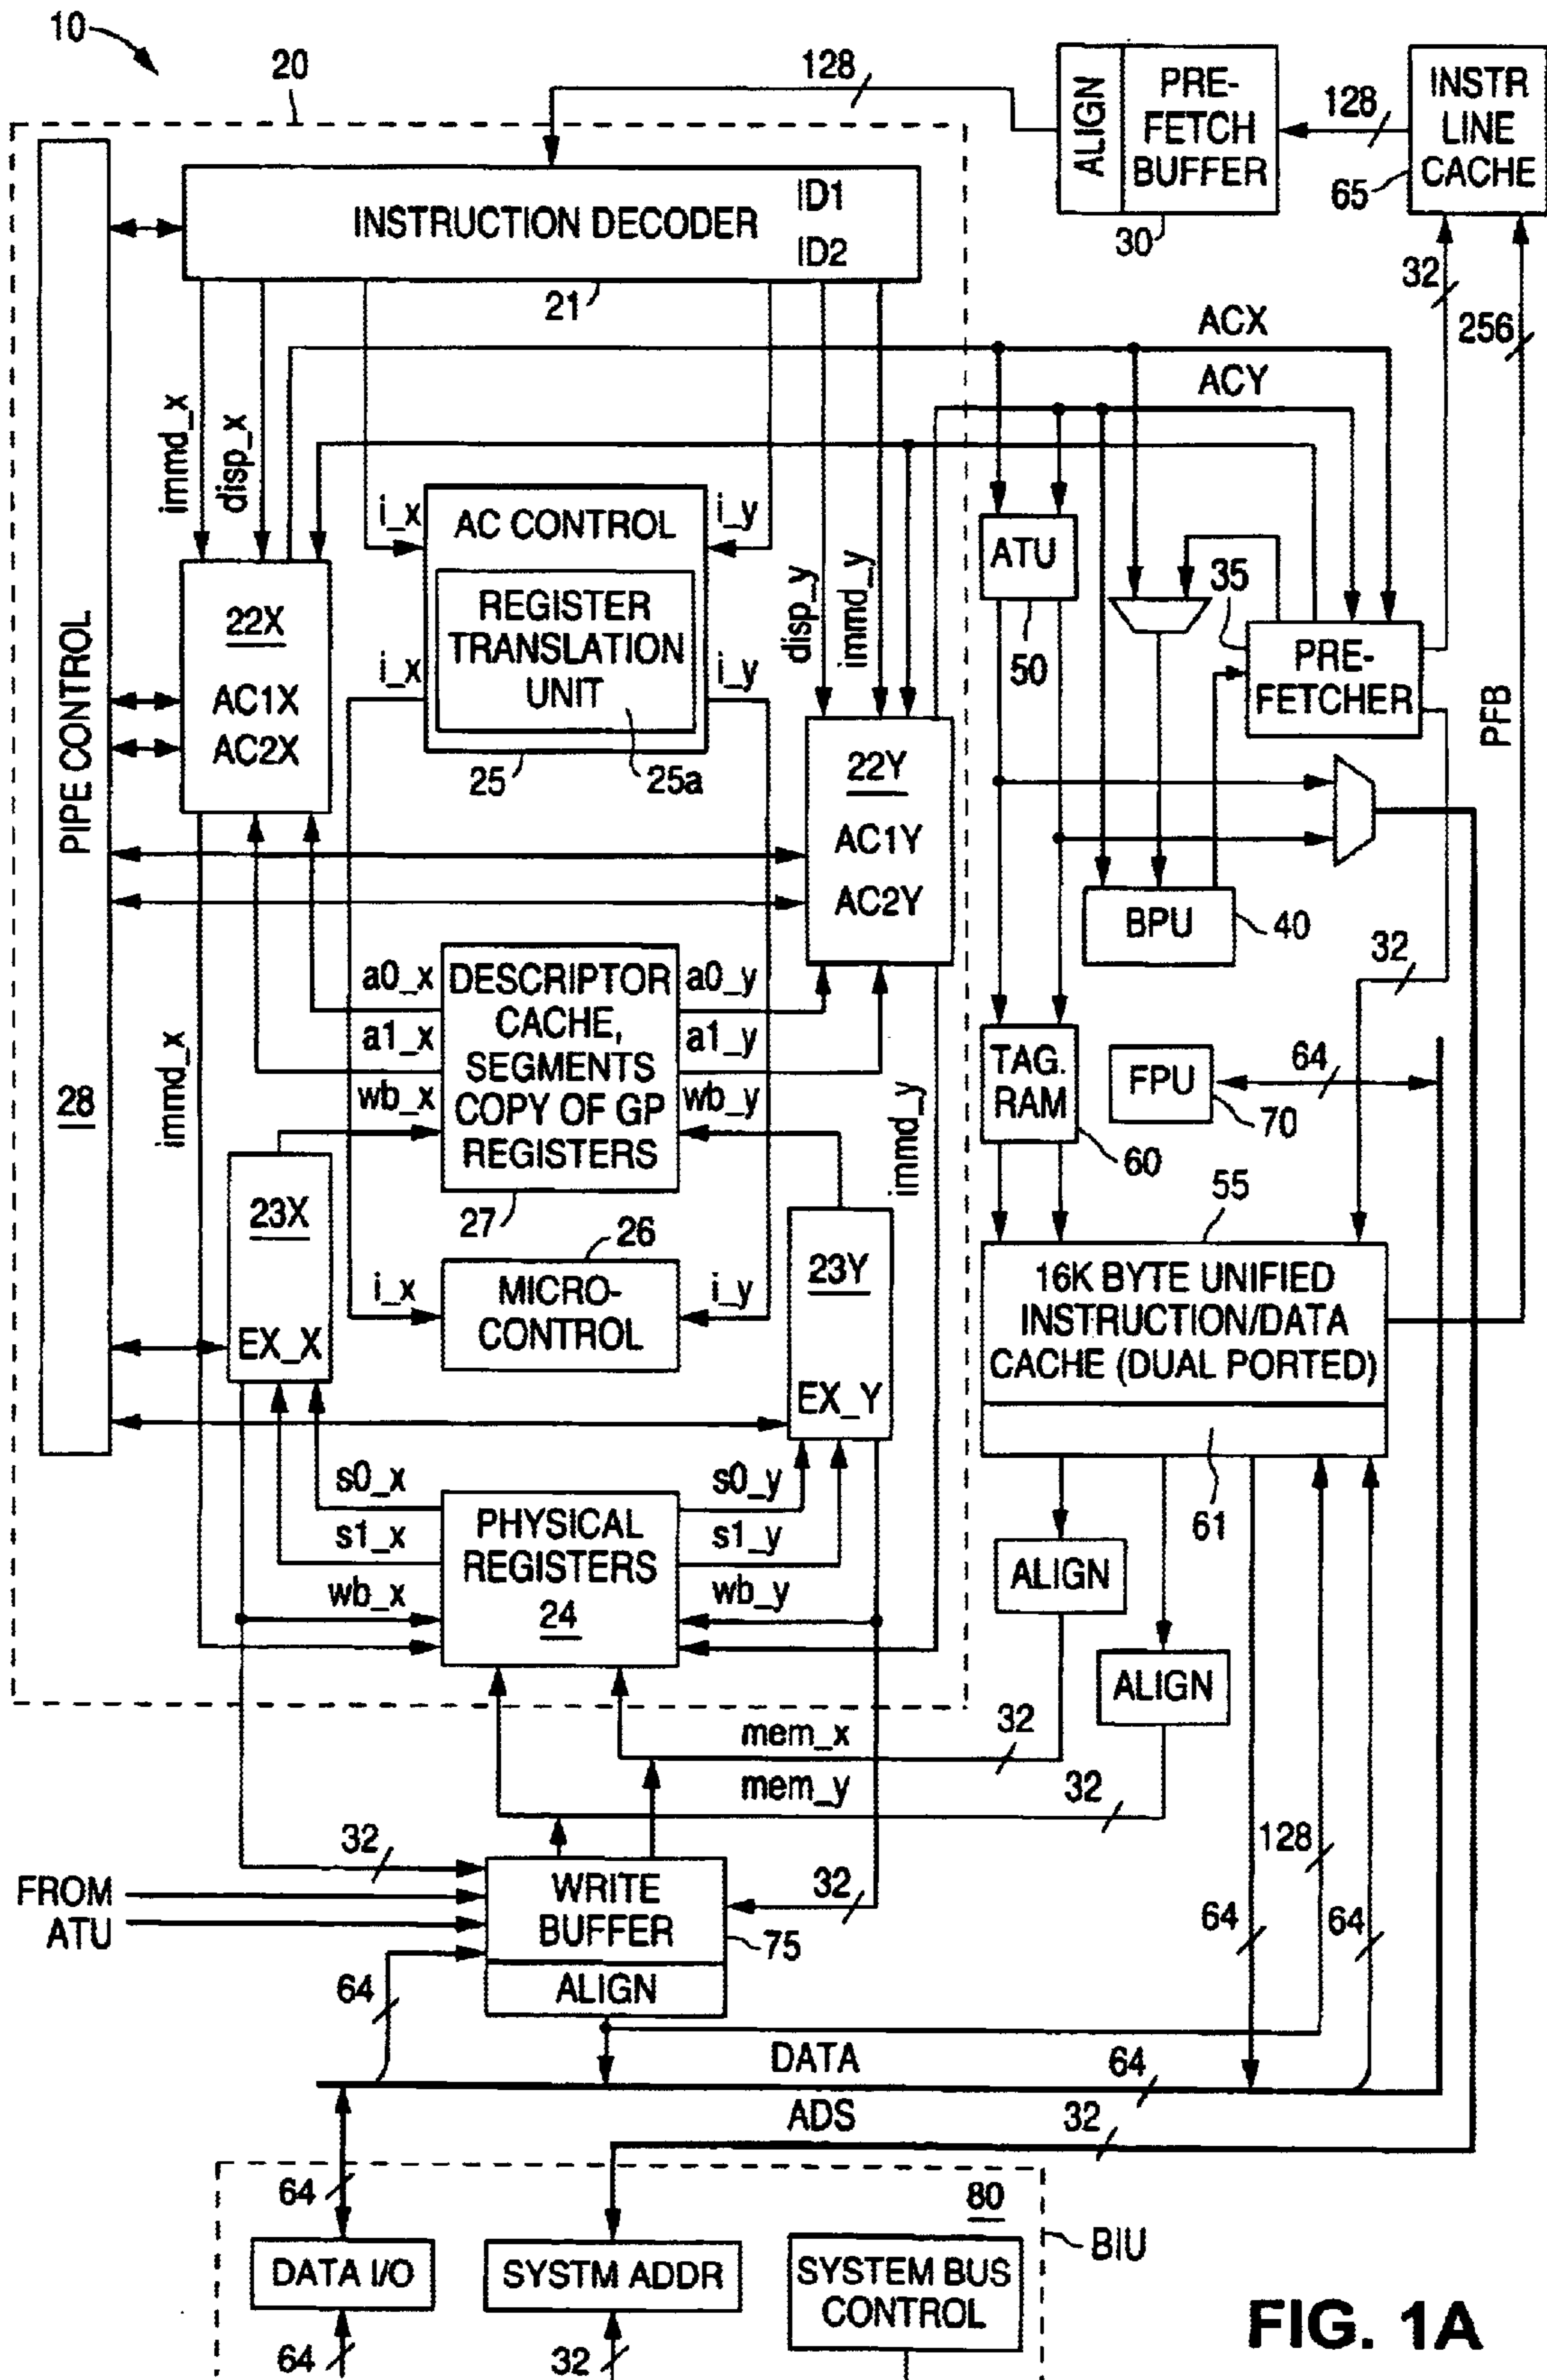 10
20
128
ALIGN
PRE-
FETCH
BUFFER
30
128
INSTR
LINE
CACHE
65
INSTRUCTION DECODER
ID1
ID2
21
32
256
ACX
ACY
immd_x
disp_x
i_x
AC CONTROL
i_y
REGISTER
TRANSLATION
UNIT
i_x
i_y
25
25a
disp_y
immd_y
22X
AC1X
AC2X
PIPE CONTROL
28
22Y
AC1Y
AC2Y
ATU
50
35
PRE-
FETCHER
PFB
BPU
40
32
a0_x
a1_x
wb_x
DESCRIPTOR
CACHE,
SEGMENTS
COPY OF GP
REGISTERS
27
a0_y
a1_y
wb_y
immd_x
immd_y
TAG.
RAM
60
FPU
70
64
55
23X
EX_X
26
i_x
MICRO-
CONTROL
i_y
23Y
EX_Y
16K BYTE UNIFIED
INSTRUCTION/DATA
CACHE (DUAL PORTED)
61
s0_x
s1_x
wb_x
PHYSICAL
REGISTERS
24
s0_y
s1_y
wb_y
ALIGN
ALIGN
mem_x
32
mem_y
32
32
FROM
ATU
WRITE
BUFFER
75
ALIGN
32
64
128
64
64
DATA
64
ADS
32
64
80
BIU
DATA I/O
SYSTM ADDR
SYSTEM BUS
CONTROL
64
32
FIG. 1A